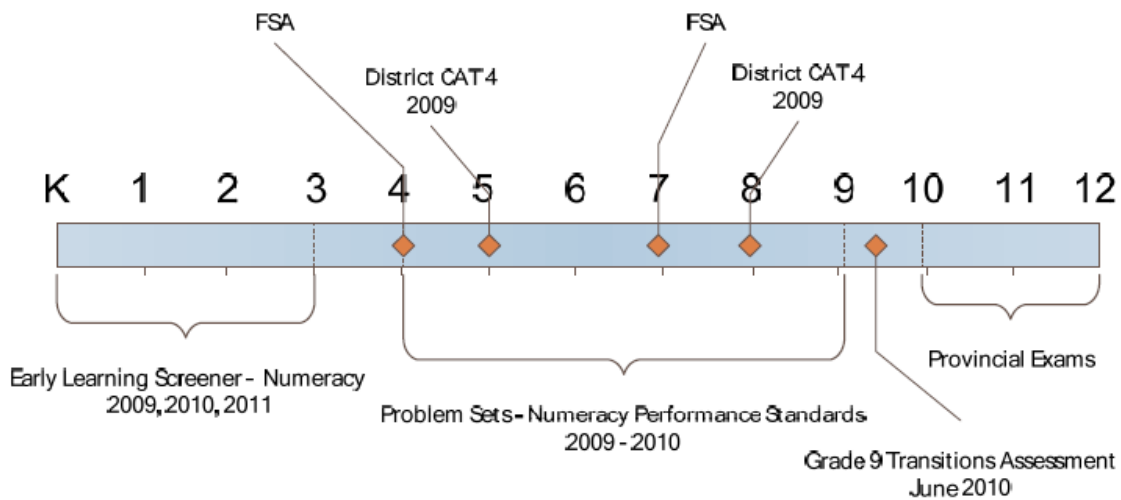 FSA
FSA
District CAT-4
2009
District CAT-4
2009
K 1 2 3 4 5 6 7 8 9 10 11 12
Early Learning Screener - Numeracy
2009, 2010, 2011
Problem Sets - Numeracy Performance Standards
2009 - 2010
Provincial Exams
Grade 9 Transitions Assessment
June 2010